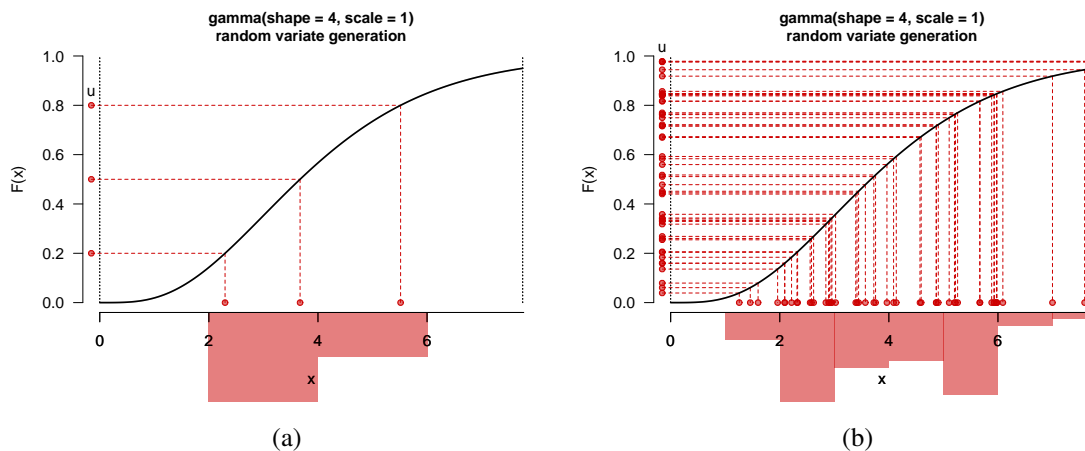 gamma(shape = 4, scale = 1)
random variate generation
1.0
u
0.8
0.6
F(x)
0.4
0.2
0.0
0 2 4 6
x
(a)
gamma(shape = 4, scale = 1)
random variate generation
u
1.0
0.8
0.6
F(x)
0.4
0.2
0.0
0 2 4 6
x
(b)